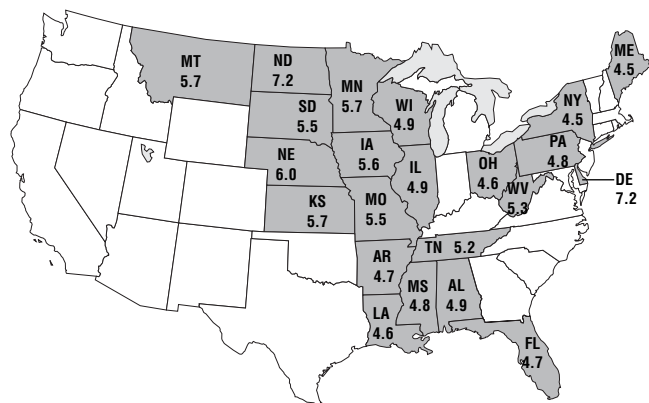 ME
4.5
MT
5.7
ND
7.2
MN
5.7
SD
5.5
WI
4.9
NY
4.5
NE
6.0
IA
5.6
PA
4.8
IL
4.9
OH
4.6
WV
5.3
DE
7.2
KS
5.7
MO
5.5
TN 5.2
AR
4.7
MS
4.8
AL
4.9
LA
4.6
FL
4.7